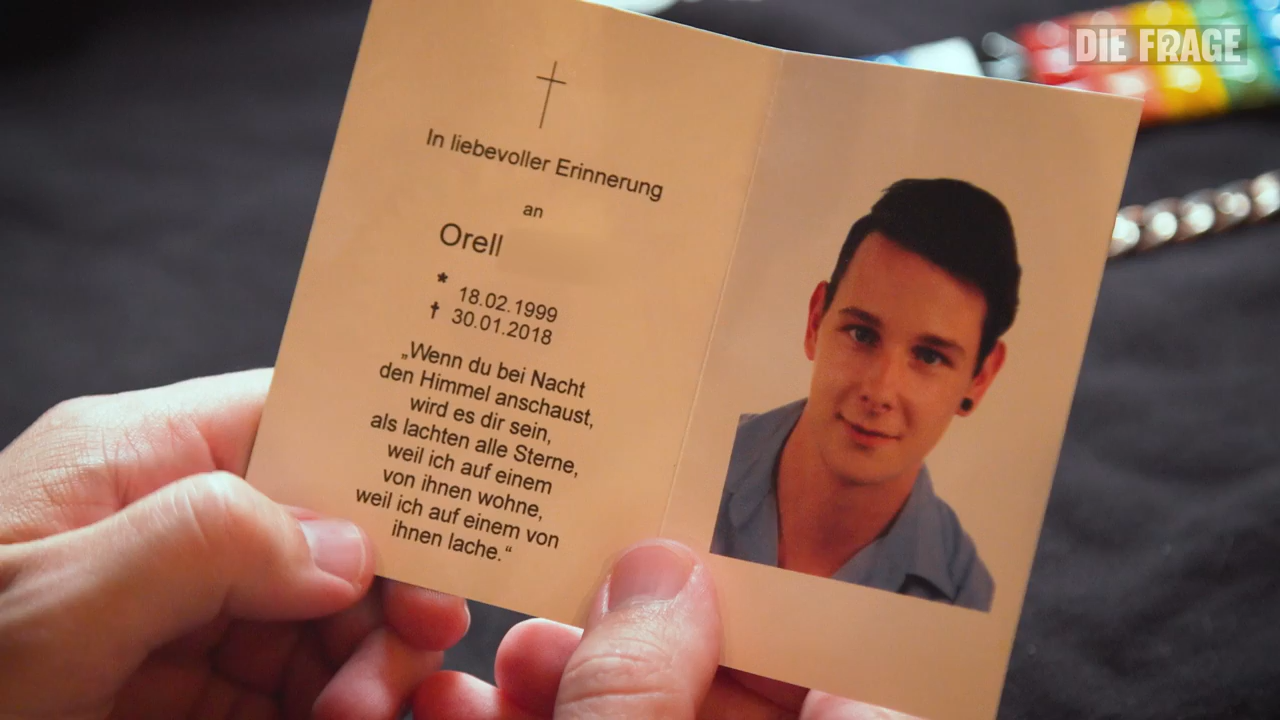 DIE FRAGE
In liebevoller Erinnerung
an
Orell
* 18.02.1999
† 30.01.2018
„Wenn du bei Nacht
den Himmel anschaust,
wird es dir sein,
als lachten alle Sterne,
weil ich auf einem
von ihnen wohne,
weil ich auf einem von
ihnen lache.“